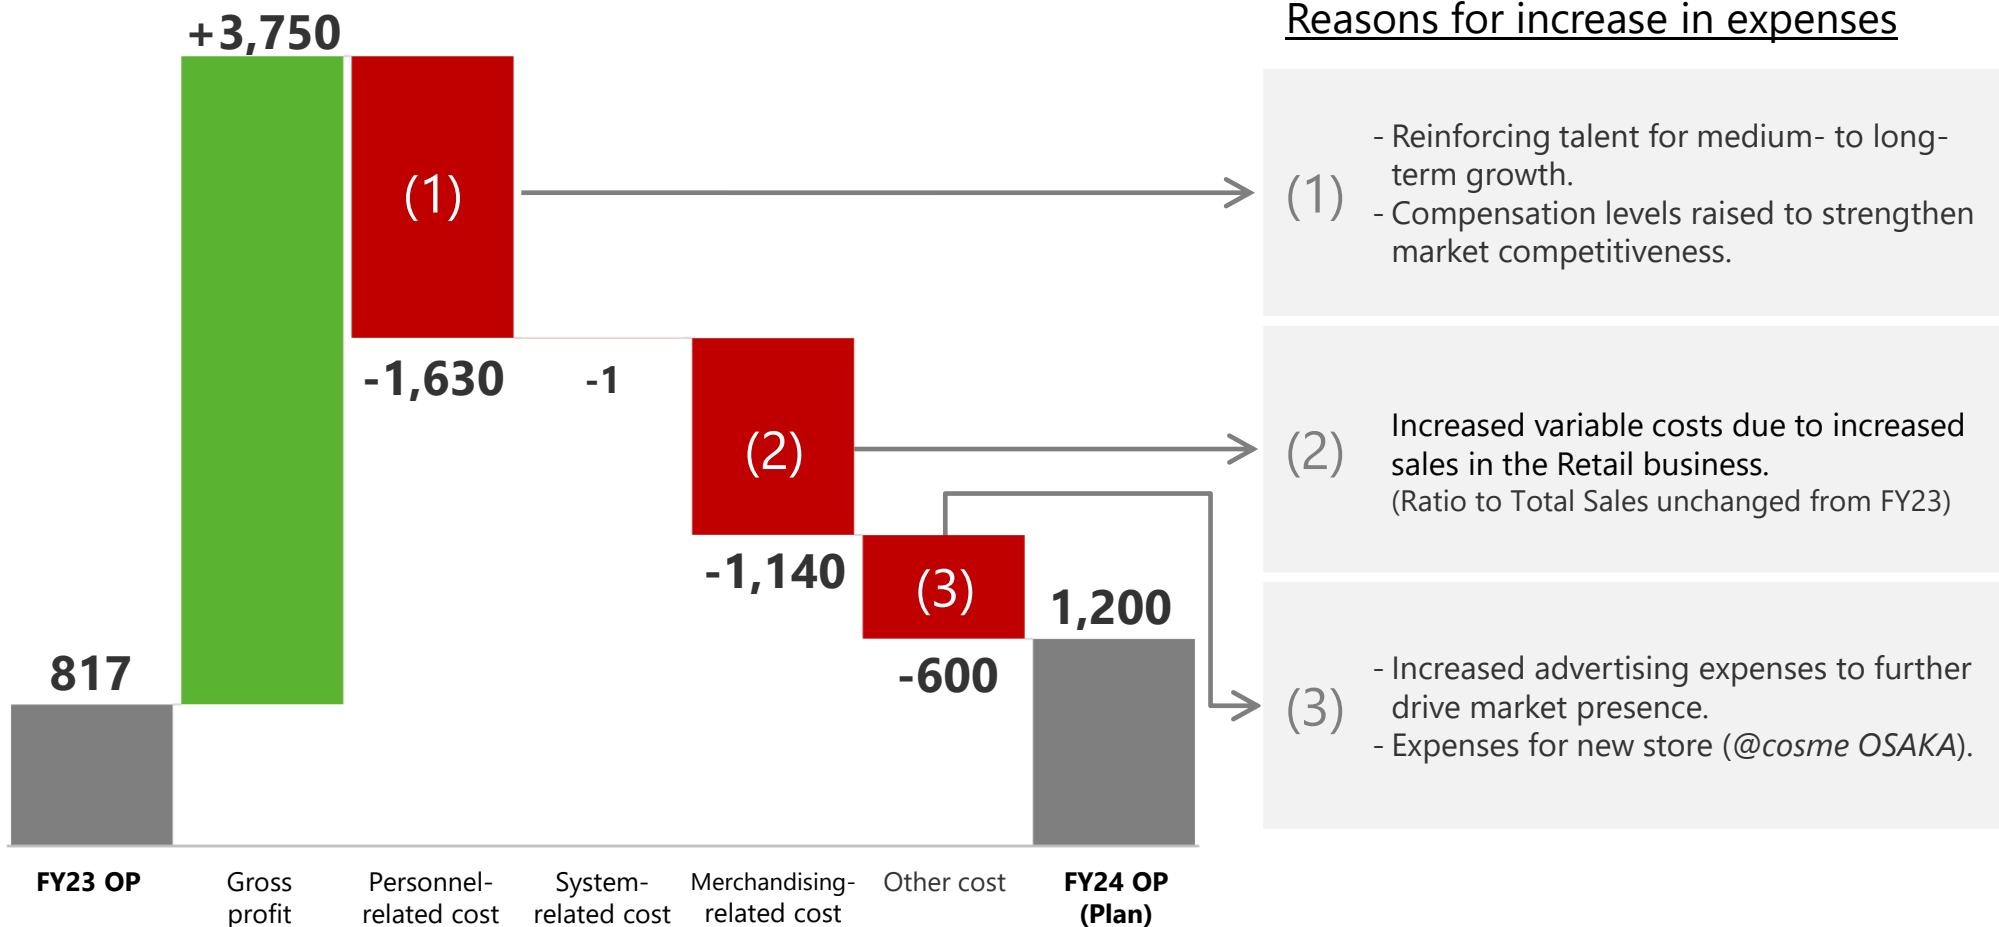 +3,750
(1)
-1,630
-1
(2)
-1,140
(3)
-600
817
1,200
FY23 OP
Gross
profit
Personnel-
related cost
System-
related cost
Merchandising-
related cost
Other cost
FY24 OP
(Plan)
Reasons for increase in expenses
(1)
- Reinforcing talent for medium- to long-
term growth.
- Compensation levels raised to strengthen
market competitiveness.
(2)
Increased variable costs due to increased
sales in the Retail business.
(Ratio to Total Sales unchanged from FY23)
(3)
- Increased advertising expenses to further
drive market presence.
- Expenses for new store (@cosme OSAKA).